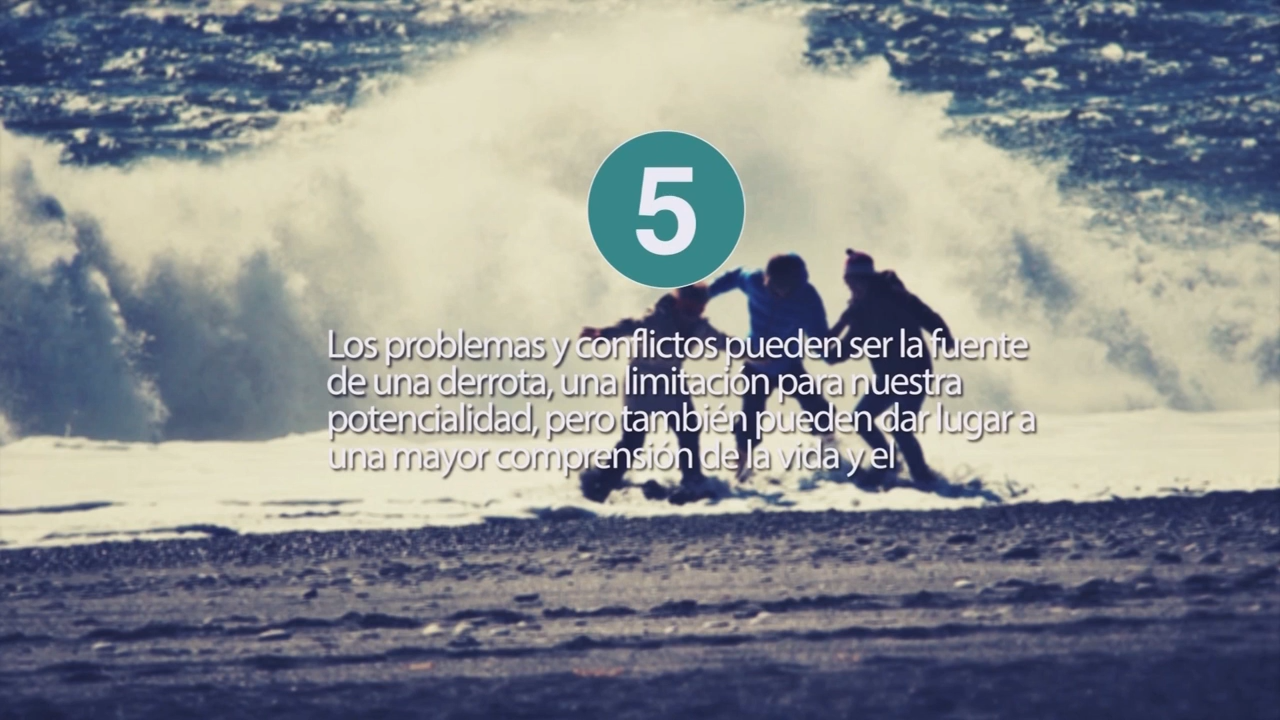 5
Los problemas y conflictos pueden ser la fuente
de una derrota, una limitación para nuestra
potencialidad, pero también pueden dar lugar a
una mayor comprensión de la vida y el